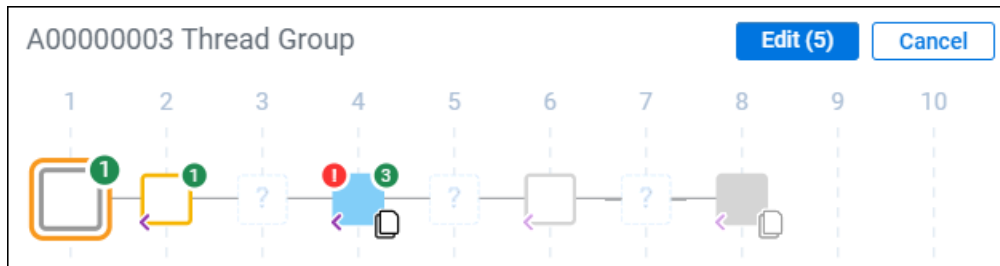 A00000003 Thread Group Edit (5) Cancel
1 2 3 4 5 6 7 8 9 10
1 1 ? ! 3 ? ?